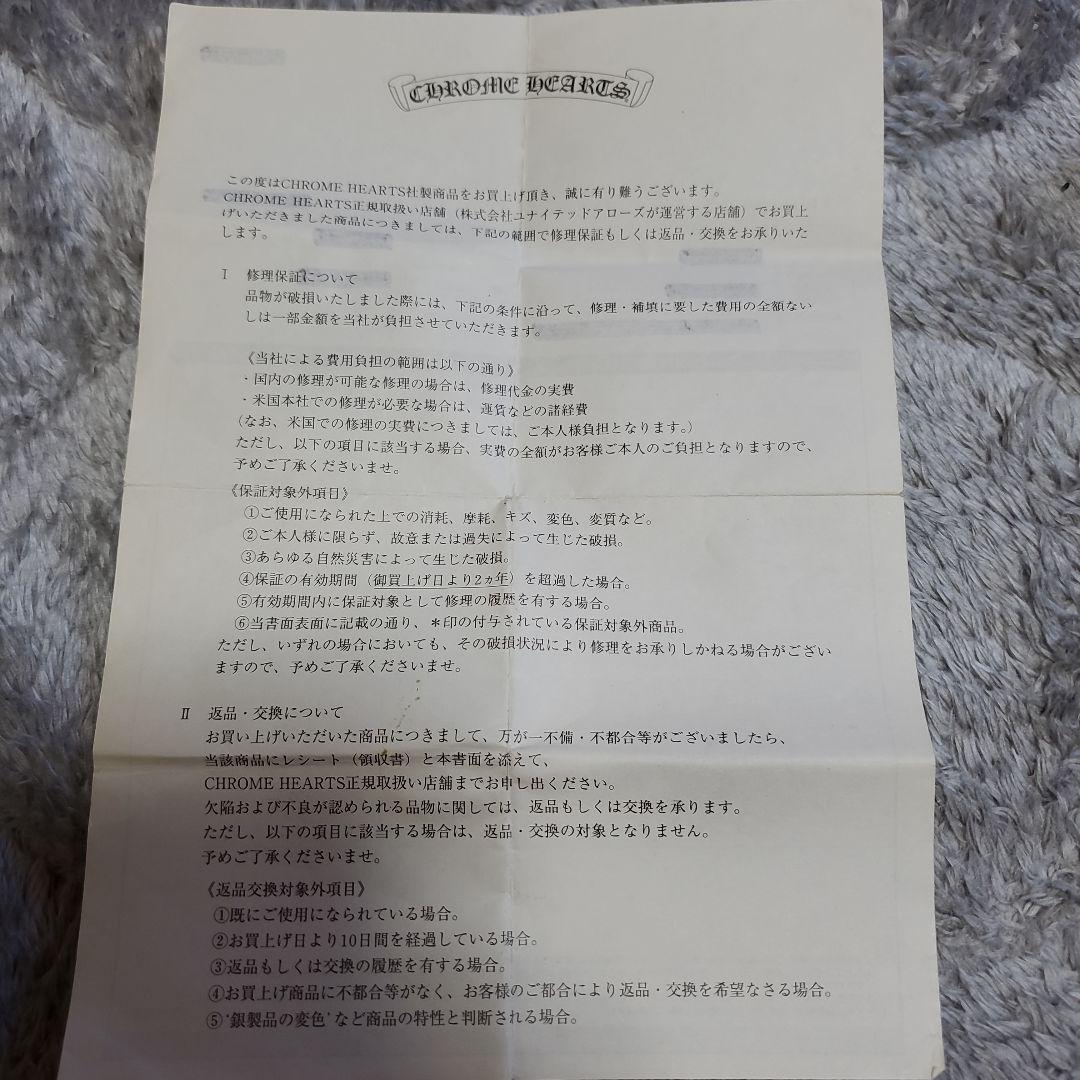 CHROME HEARTS
この度はCHROME HEARTS社製商品をお買上げ頂き、誠に有り難うございます。
CHROME HEARTS正規取扱い店舗（株式会社ユナイテッドアローズが運営する店舗）でお買上
げいただきました商品につきましては、下記の範囲で修理保証もしくは返品・交換をお承りいた
します。
Ⅰ 修理保証について
品物が破損いたしました際には、下記の条件に沿って、修理・補填に要した費用の全額ない
しは一部金額を当社が負担させていただきます。
《当社による費用負担の範囲は以下の通り》
・国内の修理が可能な修理の場合は、修理代金の実費
・米国本社での修理が必要な場合は、運賃などの諸経費
（なお、米国での修理の実費につきましては、ご本人様負担となります。）
ただし、以下の項目に該当する場合、実費の全額がお客様ご本人のご負担となりますので、
予めご了承くださいませ。
《保証対象外項目》
①ご使用になられた上での消耗、摩耗、キズ、変色、変質など。
②ご本人様に限らず、故意または過失によって生じた破損。
③あらゆる自然災害によって生じた破損。
④保証の有効期間（御買上げ日より2ヵ年）を超過した場合。
⑤有効期間内に保証対象として修理の履歴を有する場合。
⑥当書面表面に記載の通り、＊印の付与されている保証対象外商品。
ただし、いずれの場合においても、その破損状況により修理をお承りしかねる場合がござい
ますので、予めご了承くださいませ。
Ⅱ 返品・交換について
お買い上げいただいた商品につきまして、万が一不備・不都合等がございましたら、
当該商品にレシート（領収書）と本書面を添えて、
CHROME HEARTS正規取扱い店舗までお申し出ください。
欠陥および不良が認められる品物に関しては、返品もしくは交換を承ります。
ただし、以下の項目に該当する場合は、返品・交換の対象となりません。
予めご了承くださいませ。
《返品交換対象外項目》
①既にご使用になられている場合。
②お買上げ日より10日間を経過している場合。
③返品もしくは交換の履歴を有する場合。
④お買上げ商品に不都合等がなく、お客様のご都合により返品・交換を希望なさる場合。
⑤‘銀製品の変色’など商品の特性と判断される場合。